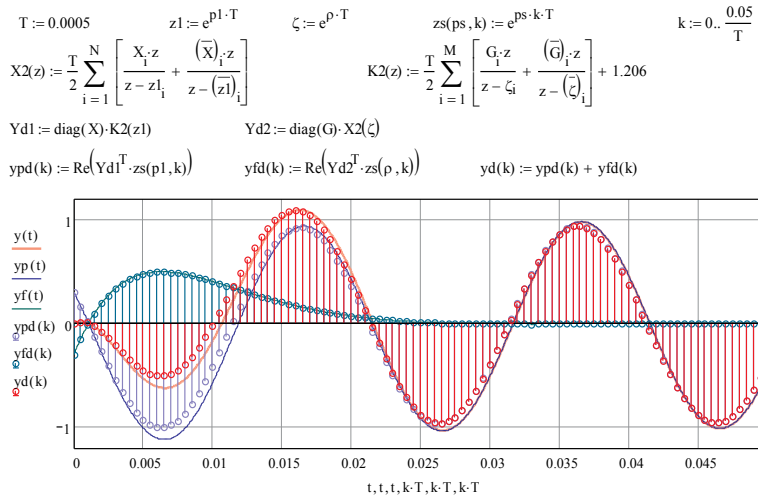 T := 0.0005 z1 := e^(p1·T) ζ := e^(ρ·T) zs(ps,k) := e^(ps·k·T) k := 0.. 0.05/T
X2(z) := T/2 ∑_{i = 1}^{N} [ X_i·z/(z − z1_i) + (X̅)_i·z/(z − (z̅1̅)_i) ] K2(z) := T/2 ∑_{i = 1}^{M} [ G_i·z/(z − ζ_i) + (G̅)_i·z/(z − (ζ̅)_i) ] + 1.206
Yd1 := diag(X)·K2(z1) Yd2 := diag(G)·X2(ζ)
ypd(k) := Re(Yd1^T·zs(p1,k)) yfd(k) := Re(Yd2^T·zs(ρ,k)) yd(k) := ypd(k) + yfd(k)
y(t)
yp(t)
yf(t)
ypd(k)
yfd(k)
yd(k)
1
0
−1
0 0.005 0.01 0.015 0.02 0.025 0.03 0.035 0.04 0.045
t, t, t, k·T, k·T, k·T